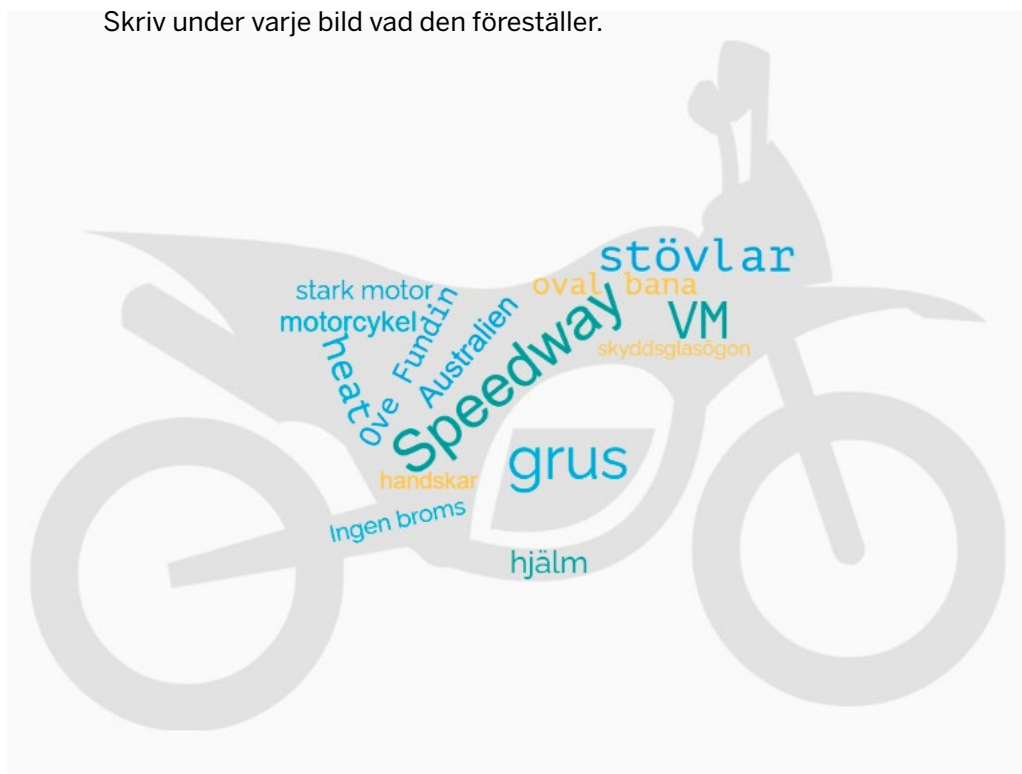 Skriv under varje bild vad den föreställer.
stövlar
oval bana
stark motor
motorcykel
VM
skyddsglasögon
heat
Ove Fundin
Australien
Speedway
grus
handskar
Ingen broms
hjälm